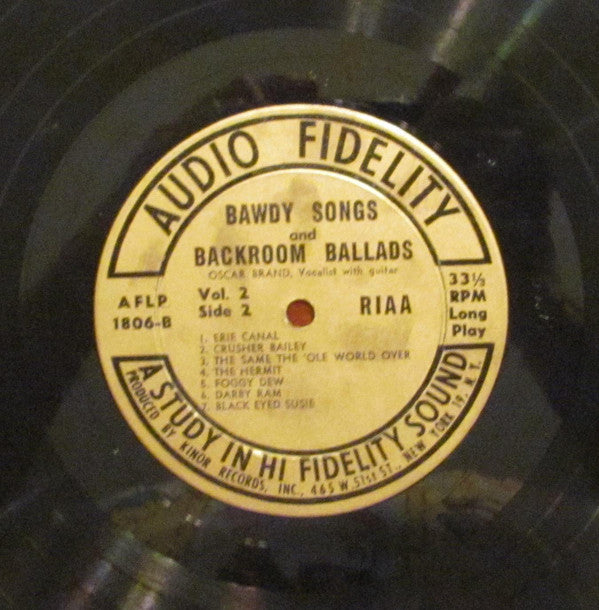 AUDIO FIDELITY
BAWDY SONGS
and
BACKROOM BALLADS
OSCAR BRAND, Vocalist with guitar
AFLP
1806-B
Vol. 2
Side 2
RIAA
33⅓
RPM
Long
Play
1. ERIE CANAL
2. CRUSHER BAILEY
3. THE SAME THE 'OLE WORLD OVER
4. THE HERMIT
5. FOGGY DEW
6. DARBY RAM
7. BLACK EYED SUSIE
A STUDY IN HI FIDELITY SOUND
PRODUCED BY KINOR RECORDS, INC., 465 W. 51st ST., NEW YORK 19, N.Y.